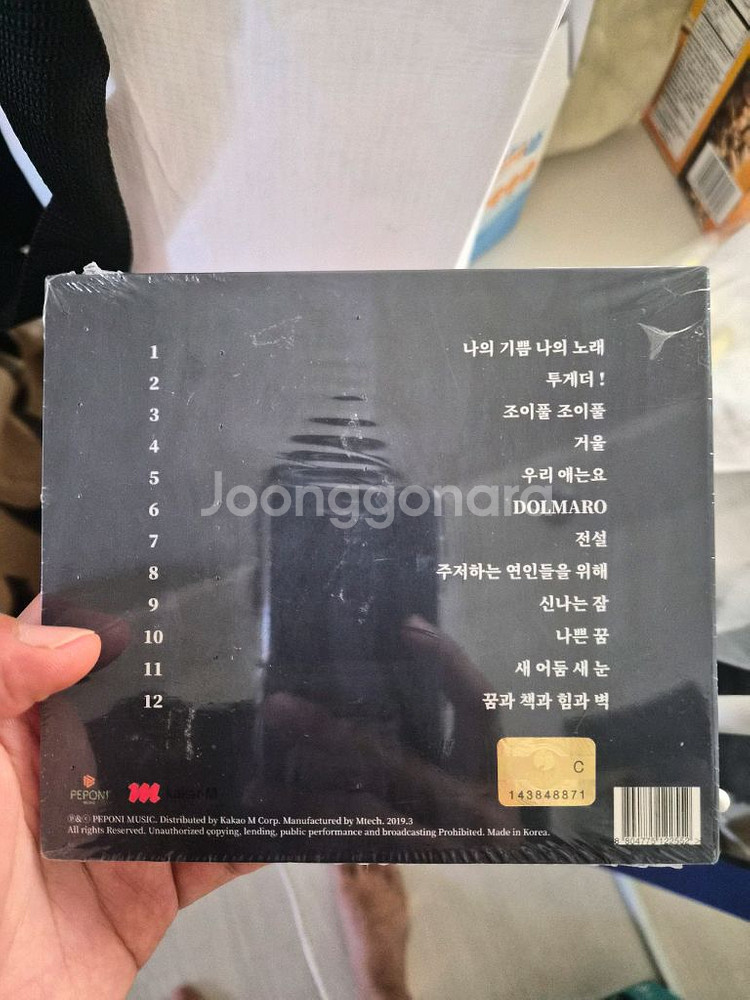 1 나의 기쁨 나의 노래
2 투게더 !
3 조이풀 조이풀
4 거울
5 우리 애는요
Joonggonara
6 DOLMARO
7 전설
8 주저하는 연인들을 위해
9 신나는 잠
10 나쁜 꿈
11 새 어둠 새 눈
12 꿈과 책과 힘과 벽
C
143848871
PEPONI
MUSIC
kakao M
℗&© PEPONI MUSIC. Distributed by Kakao M Corp. Manufactured by Mtech. 2019.3
All rights Reserved. Unauthorized copying, lending, public performance and broadcasting Prohibited. Made in Korea.
8 804775 122552